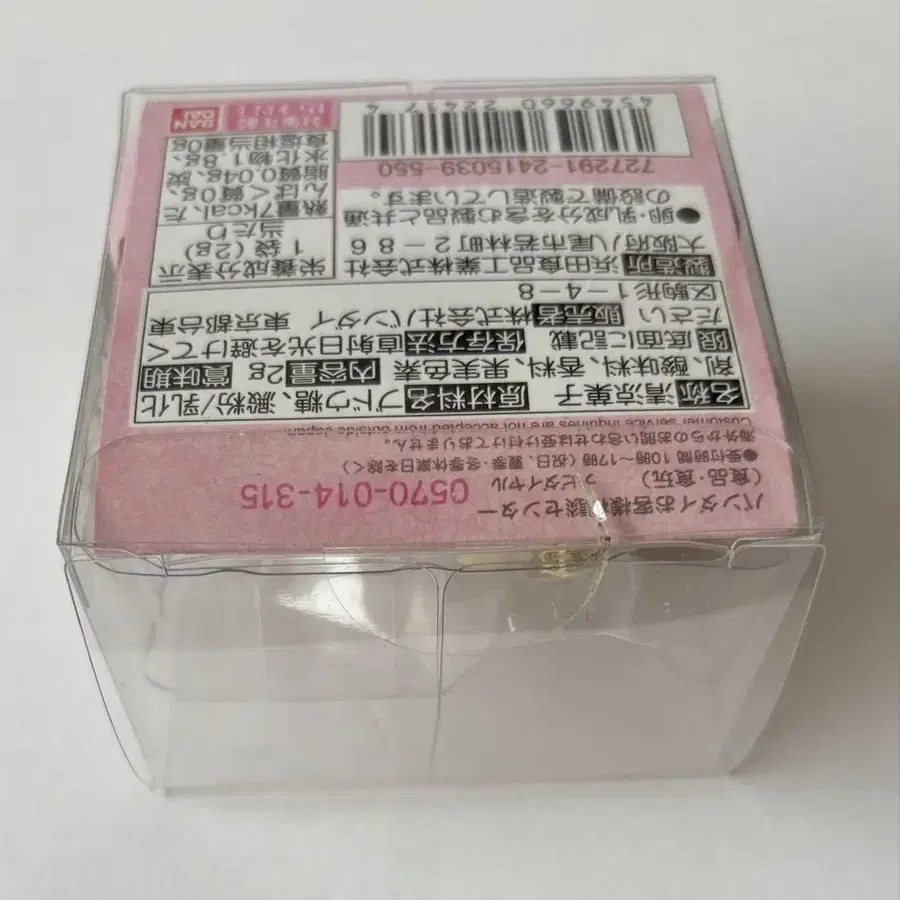 バンダイお客様相談センター
(食品・食玩) ナビダイヤル 0570-014-315
●受付時間 10時〜17時 (祝日、夏季・冬季休業日を除く)
海外からのお問い合わせは受け付けておりません。
Customer service inquiries are not accepted from outside Japan.
名称 清涼菓子 原材料名 ブドウ糖、澱粉/乳化
剤、酸味料、香料、果実色素 内容量 2g 賞味期
限 底面に記載 保存方法 直射日光を避けてく
ださい 販売者 株式会社バンダイ 東京都台東
区駒形1-4-8
製造所 浜田食品工業株式会社
大阪府八尾市若林町2-86
●卵・乳成分を含む製品と共通
の設備で製造しています。
727291-2415039-550
4549660 224174
栄養成分表示
1袋 (2g)
当たり
熱量7kcal、た
んぱく質0g、
脂質0.04g、炭
水化物1.8g、
食塩相当量0g
BAN
DAI